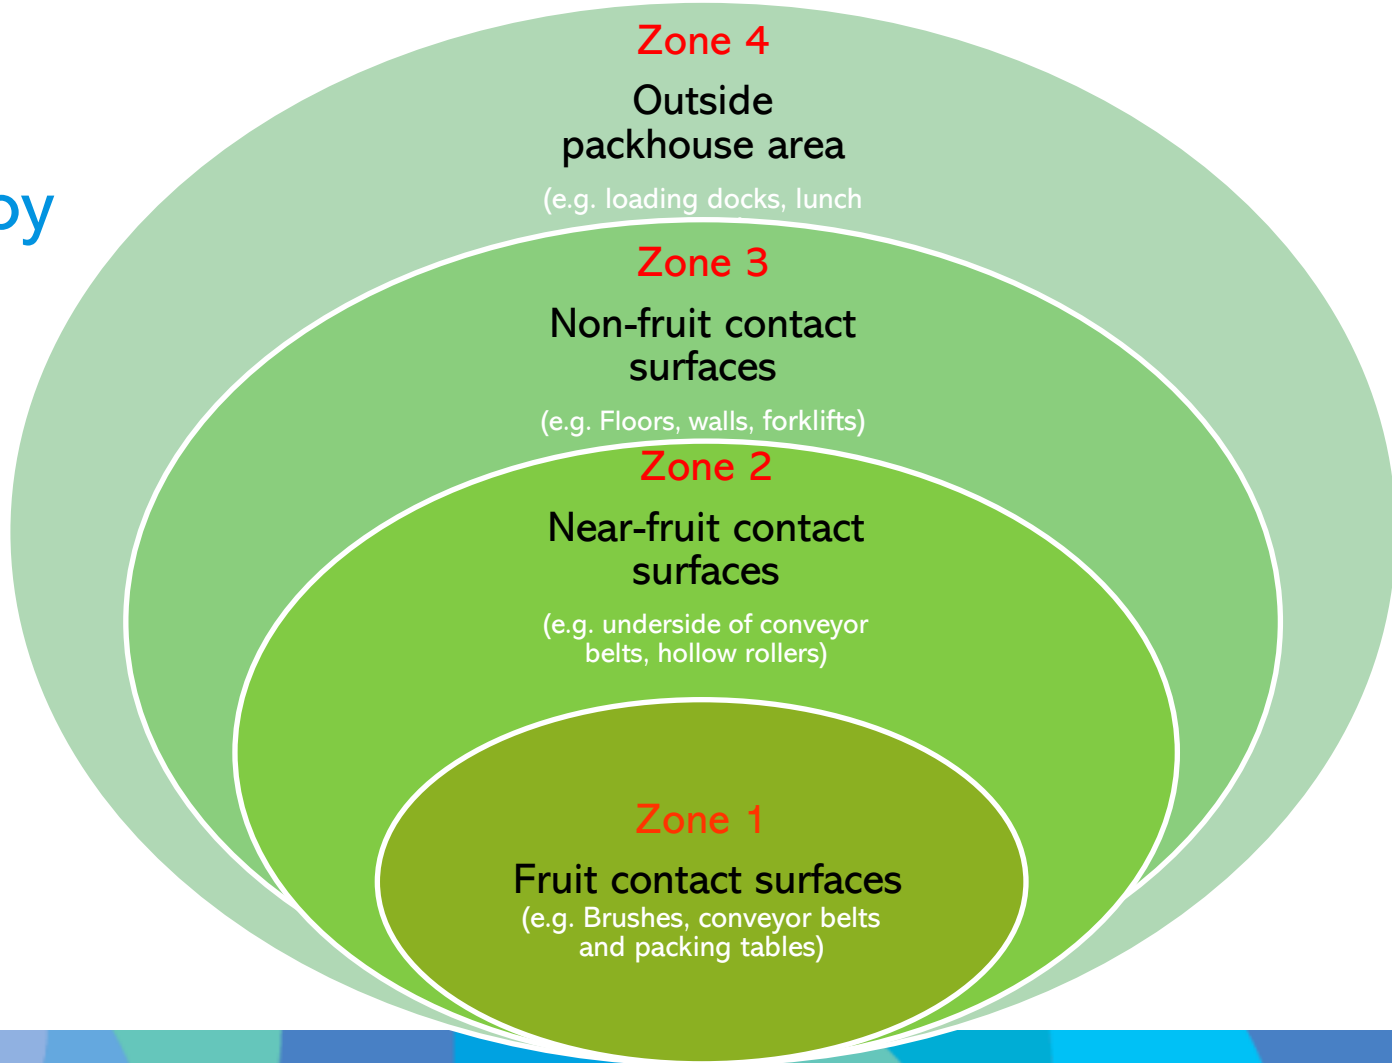 Zone 4
Outside
packhouse area
(e.g. loading docks, lunch
Zone 3
Non-fruit contact
surfaces
(e.g. Floors, walls, forklifts)
Zone 2
Near-fruit contact
surfaces
(e.g. underside of conveyor
belts, hollow rollers)
Zone 1
Fruit contact surfaces
(e.g. Brushes, conveyor belts
and packing tables)